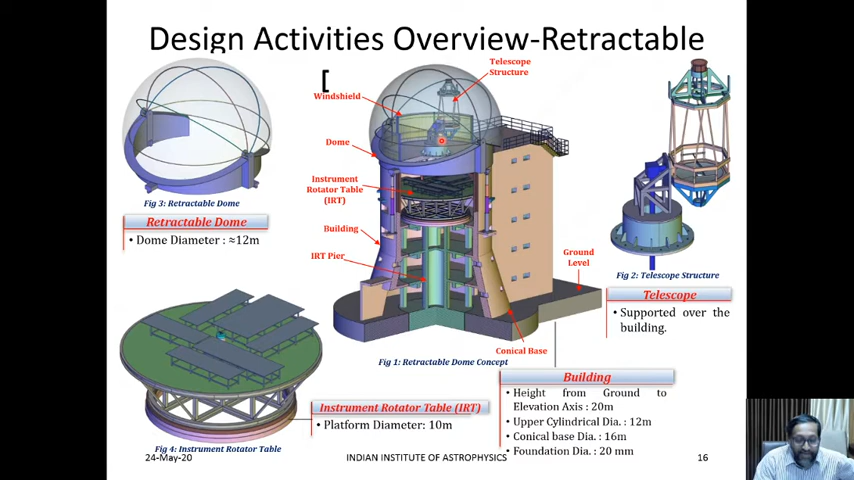 Design Activities Overview-Retractable
[
Telescope
Structure
Windshield
Dome
Instrument
Rotator Table
(IRT)
Building
IRT Pier
Ground
Level
Conical Base
Fig 1: Retractable Dome Concept
Fig 3: Retractable Dome
Retractable Dome
• Dome Diameter : ≈12m
Fig 2: Telescope Structure
Telescope
• Supported over the
building.
Building
• Height from Ground to
Elevation Axis : 20m
• Upper Cylindrical Dia. : 12m
• Conical base Dia. : 16m
• Foundation Dia. : 20 mm
Instrument Rotator Table (IRT)
• Platform Diameter: 10m
Fig 4: Instrument Rotator Table
24-May-20
INDIAN INSTITUTE OF ASTROPHYSICS
16